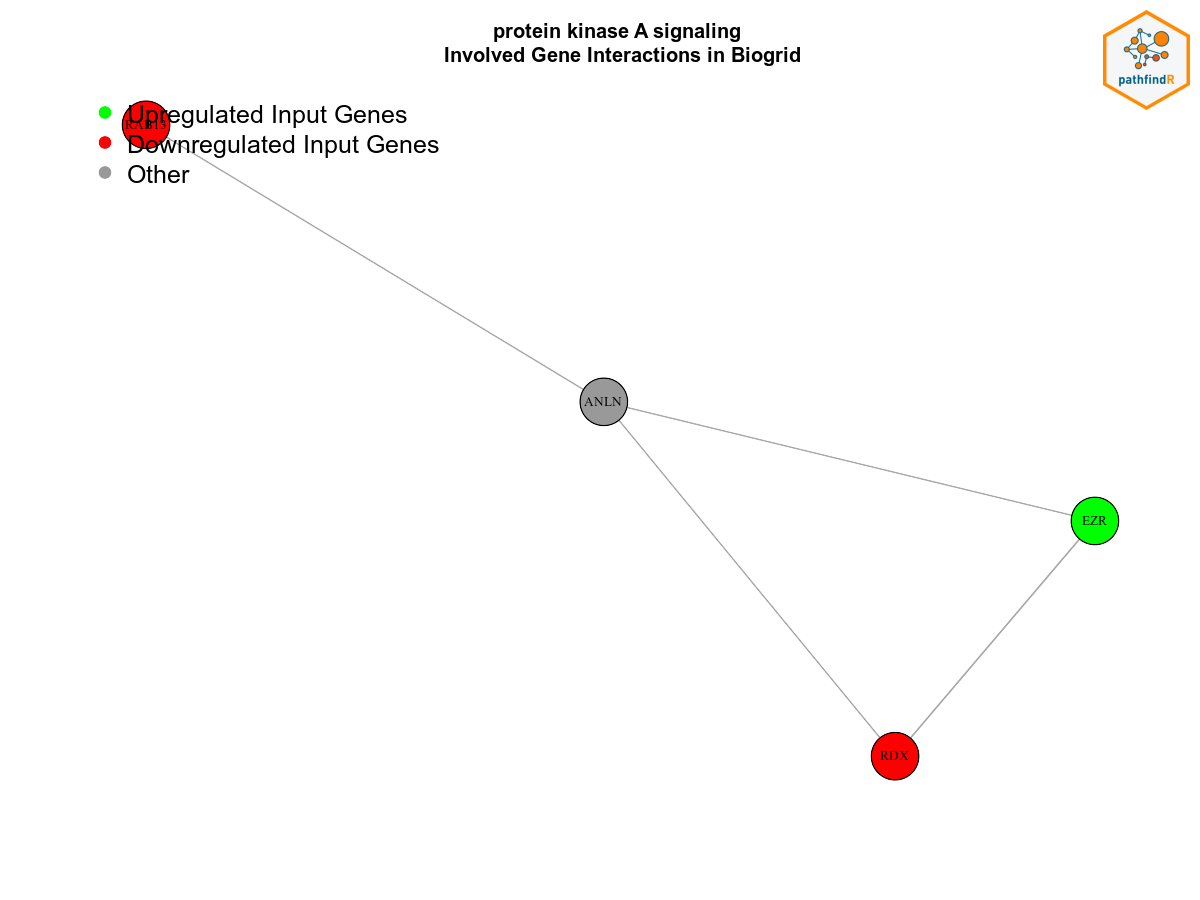 protein kinase A signaling
Involved Gene Interactions in Biogrid
pathfindR
Upregulated Input Genes
RAB13
Downregulated Input Genes
Other
ANLN
EZR
RDX